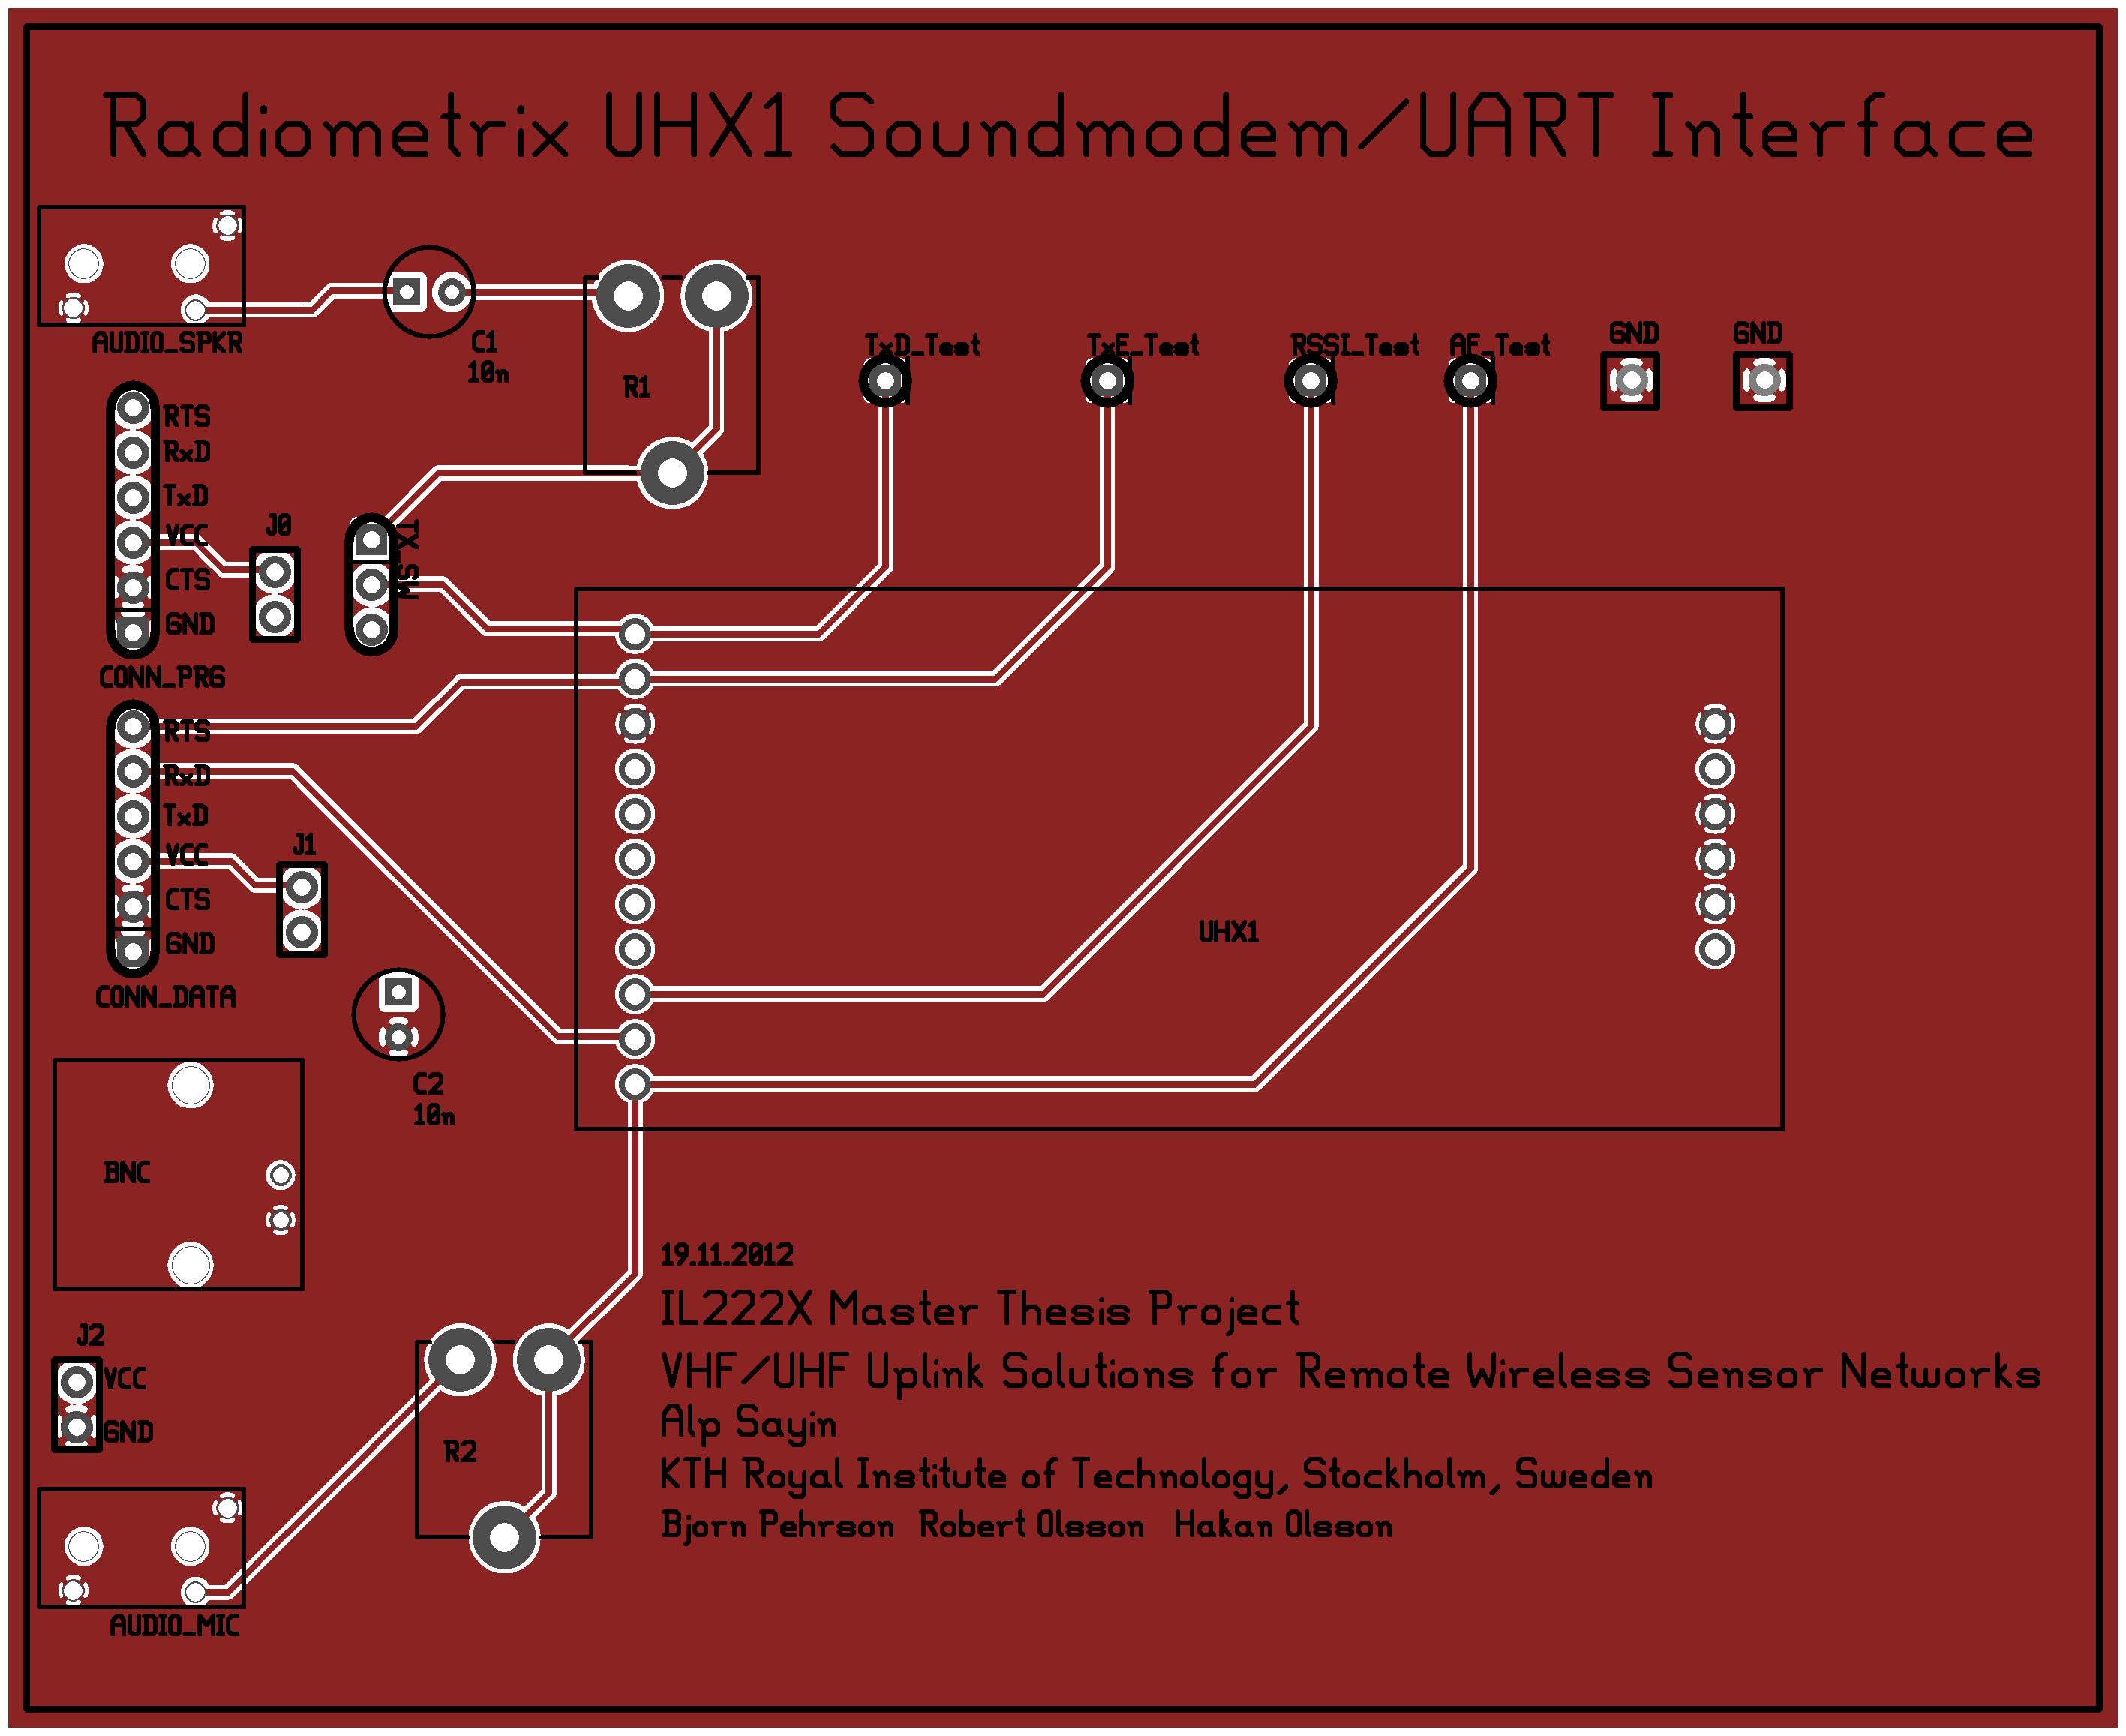 Radiometrix UHX1 Soundmodem/UART Interface
AUDIO_SPKR
C1
10n
R1
TxD_Test
TxE_Test
RSSI_Test
AF_Test
GND
GND
RTS
RxD
TxD
VCC
CTS
GND
CONN_PRG
J0
RTS
RxD
TxD
VCC
CTS
GND
CONN_DATA
J1
UHX1
C2
10n
BNC
J2
VCC
GND
R2
AUDIO_MIC
19.11.2012
IL222X Master Thesis Project
VHF/UHF Uplink Solutions for Remote Wireless Sensor Networks
Alp Sayin
KTH Royal Institute of Technology, Stockholm, Sweden
Bjorn Pehrson Robert Olsson Hakan Olsson